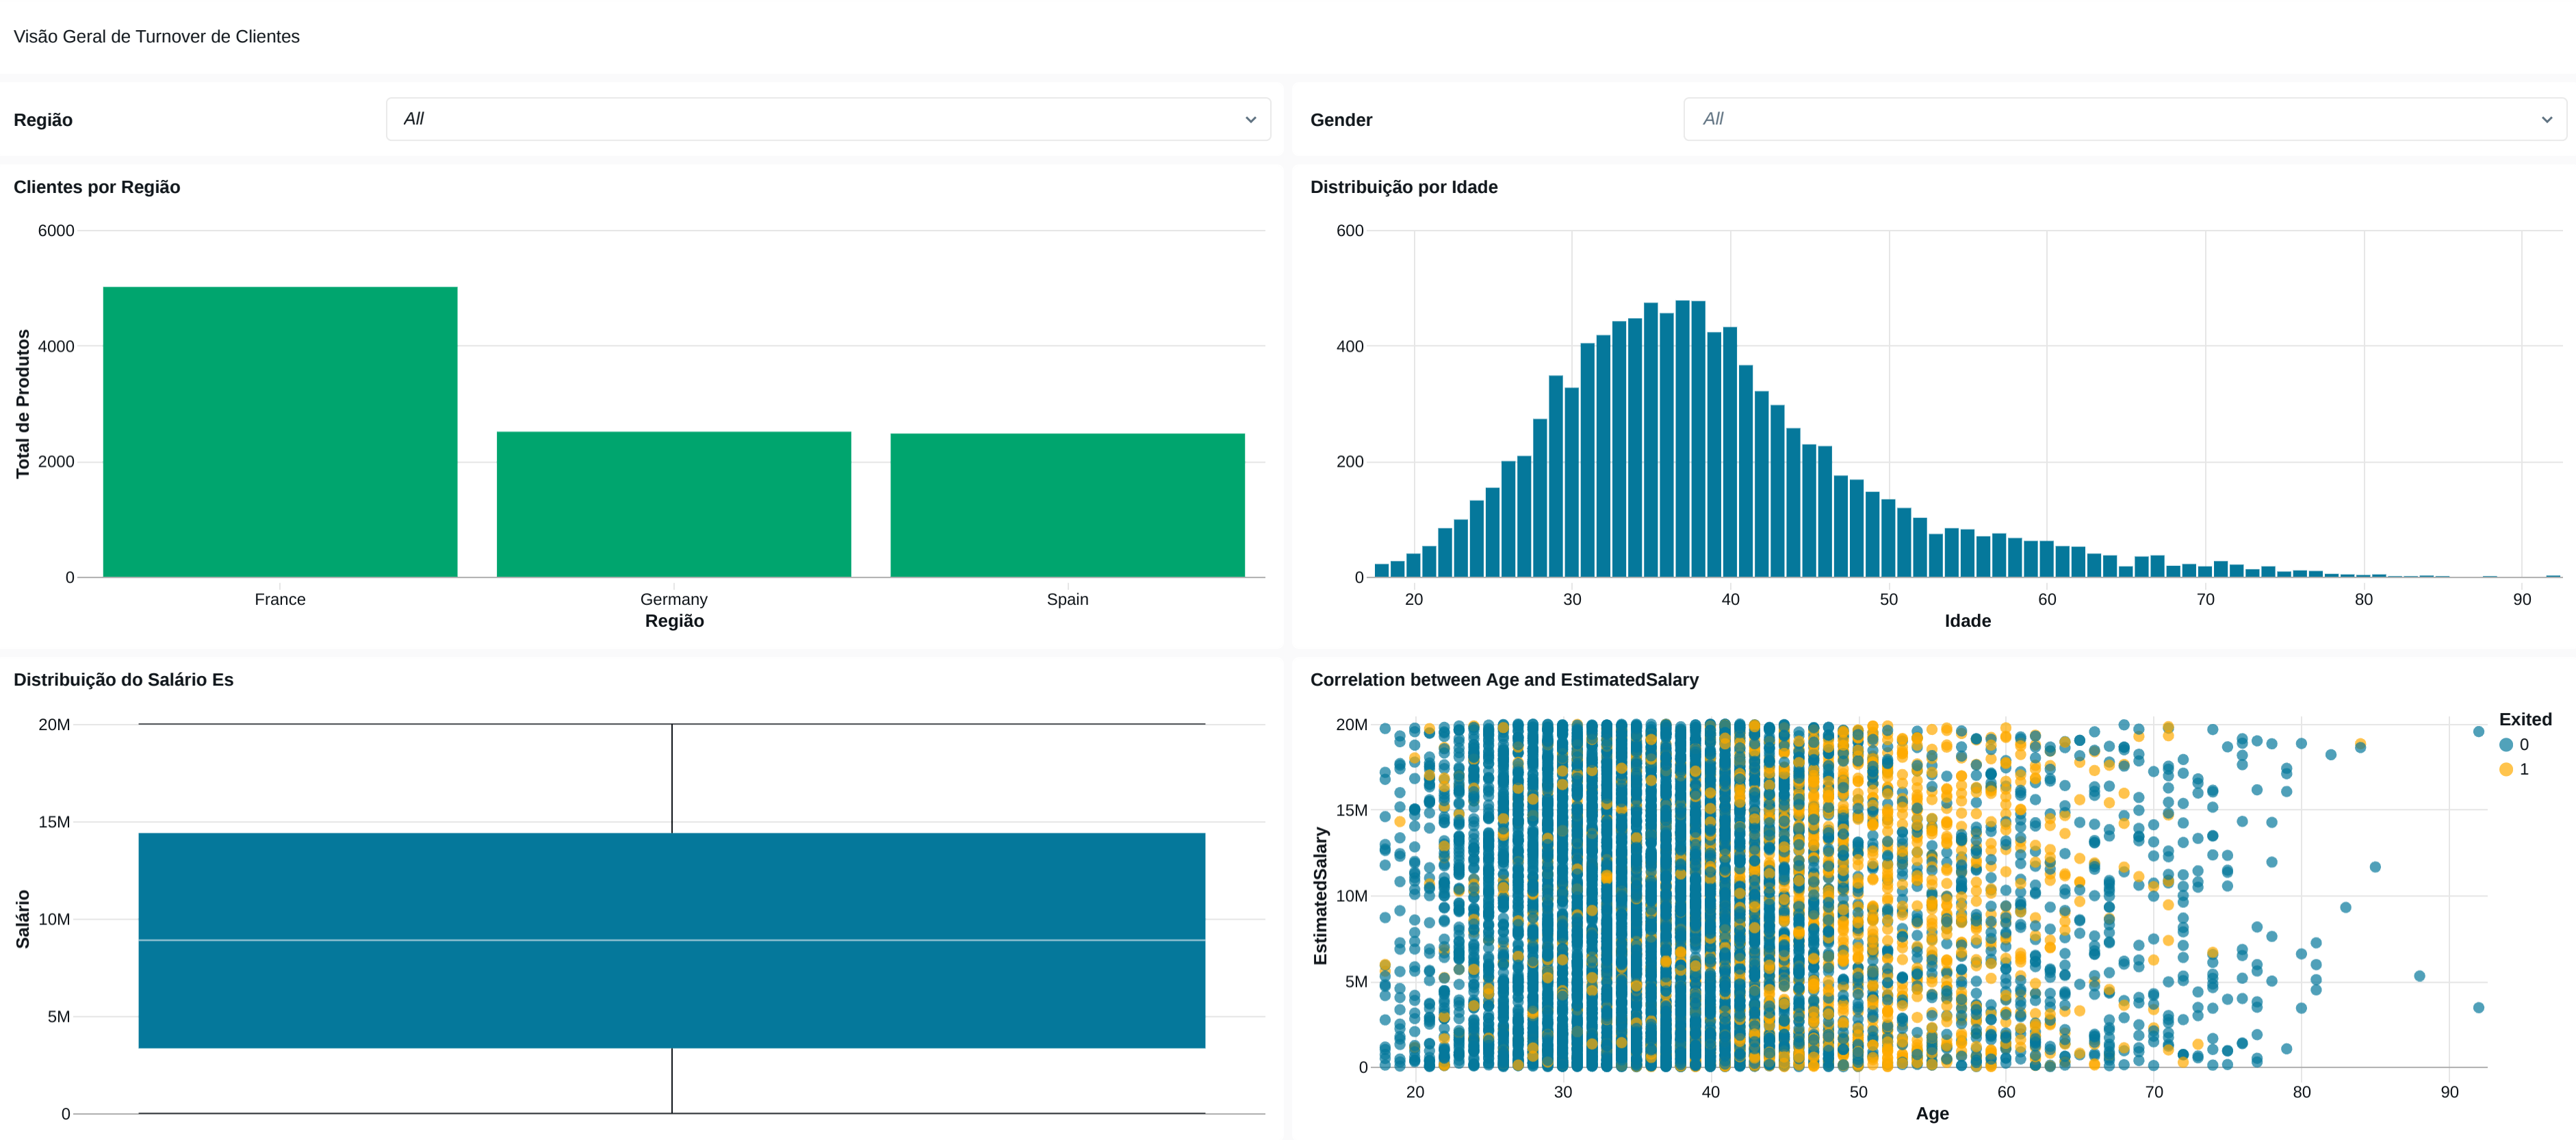 Visão Geral de Turnover de Clientes
Região
All
Gender
All
Clientes por Região
6000
4000
2000
0
Total de Produtos
France Germany Spain
Região
Distribuição por Idade
600
400
200
0
20 30 40 50 60 70 80 90
Idade
Distribuição do Salário Es
20M
15M
10M
5M
0
Salário
Correlation between Age and EstimatedSalary
20M
15M
10M
5M
0
EstimatedSalary
20 30 40 50 60 70 80 90
Age
Exited
0
1